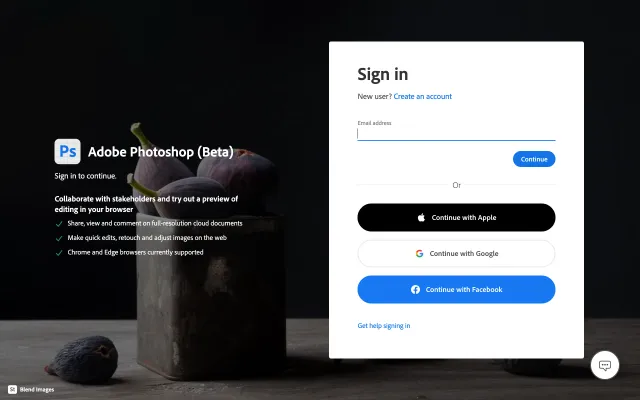 Ps Adobe Photoshop (Beta)
Sign in to continue.
Collaborate with stakeholders and try out a preview of
editing in your browser
Share, view and comment on full-resolution cloud documents
Make quick edits, retouch and adjust images on the web
Chrome and Edge browsers currently supported
St Blend Images
Sign in
New user? Create an account
Email address
Continue
Or
Continue with Apple
Continue with Google
Continue with Facebook
Get help signing in